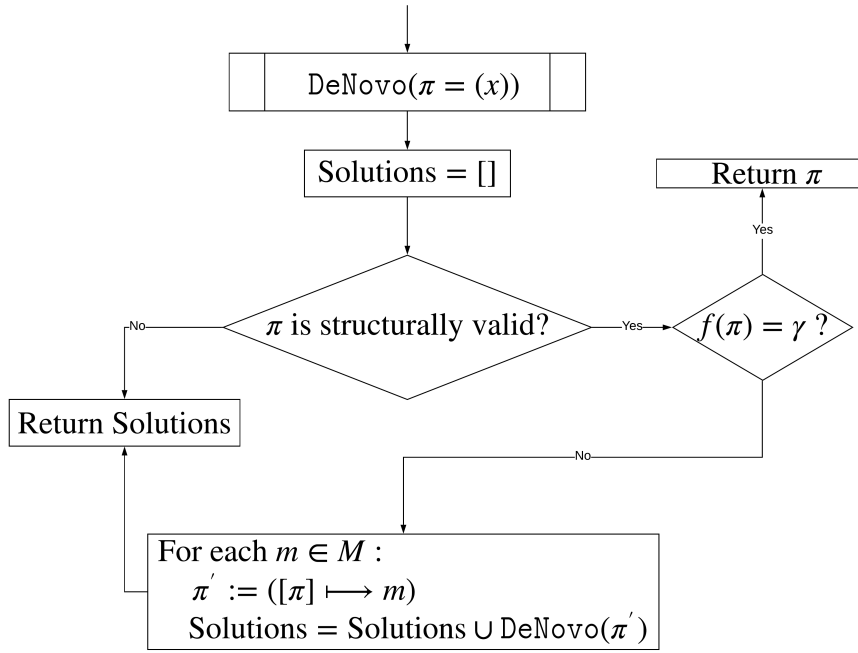 DeNovo(π = (x))
Solutions = []
Return π
Yes
π is structurally valid?
No
Yes
f(π) = γ ?
Return Solutions
No
For each m ∈ M :
π′ := ([π] ⟼ m)
Solutions = Solutions ∪ DeNovo(π′)